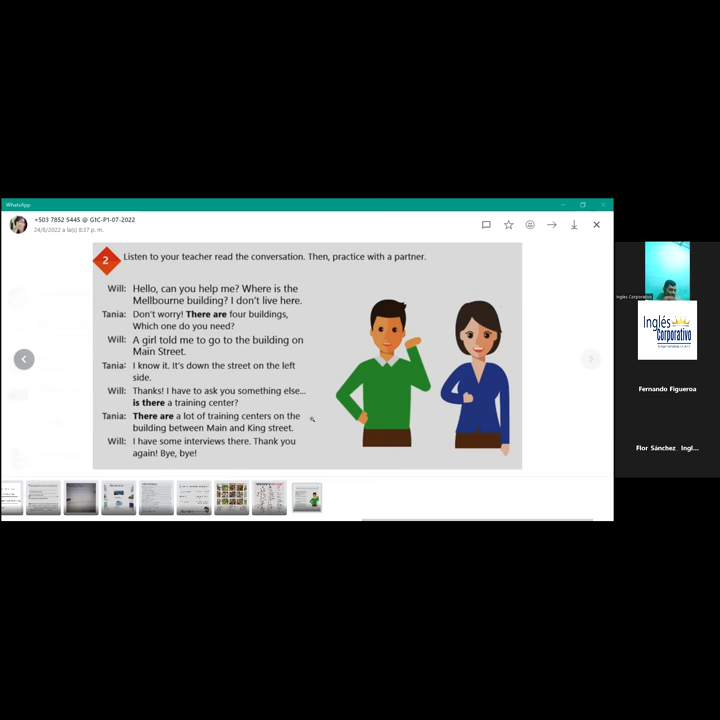 WhatsApp
+503 7852 5445 @ G1C-P1-07-2022
24/8/2022 a la(s) 8:37 p. m.
2
Listen to your teacher read the conversation. Then, practice with a partner.
Will: Hello, can you help me? Where is the
Mellbourne building? I don't live here.
Tania: Don't worry! There are four buildings,
Which one do you need?
Will: A girl told me to go to the building on
Main Street.
Tania: I know it. It's down the street on the left
side.
Will: Thanks! I have to ask you something else...
is there a training center?
Tania: There are a lot of training centers on the
building between Main and King street.
Will: I have some interviews there. Thank you
again! Bye, bye!
Inglés Corporativo
Inglés
Corporativo
Fernando Figueroa
Flor Sánchez_ Ingl...